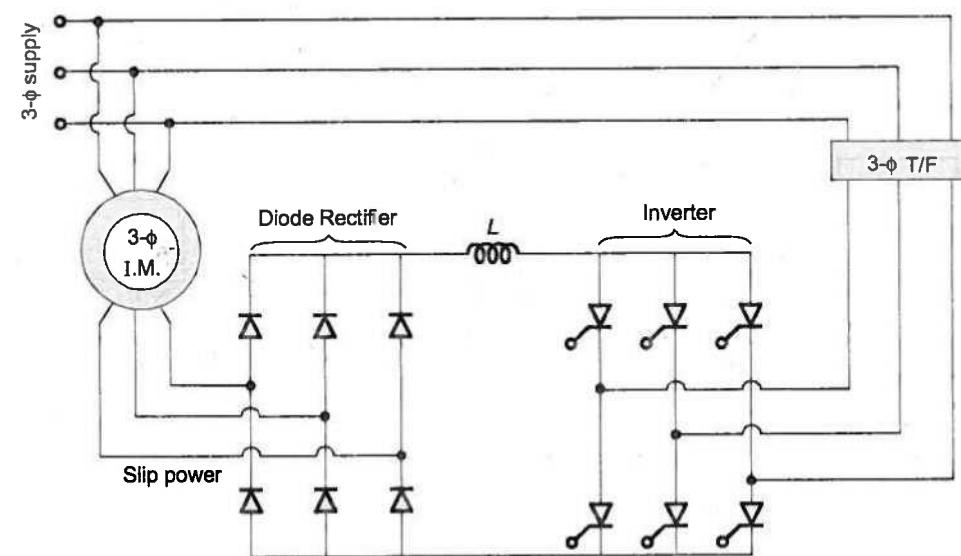 3-ϕ supply
3-ϕ T/F
Diode Rectifier
L
Inverter
3-ϕ
I.M.
Slip power